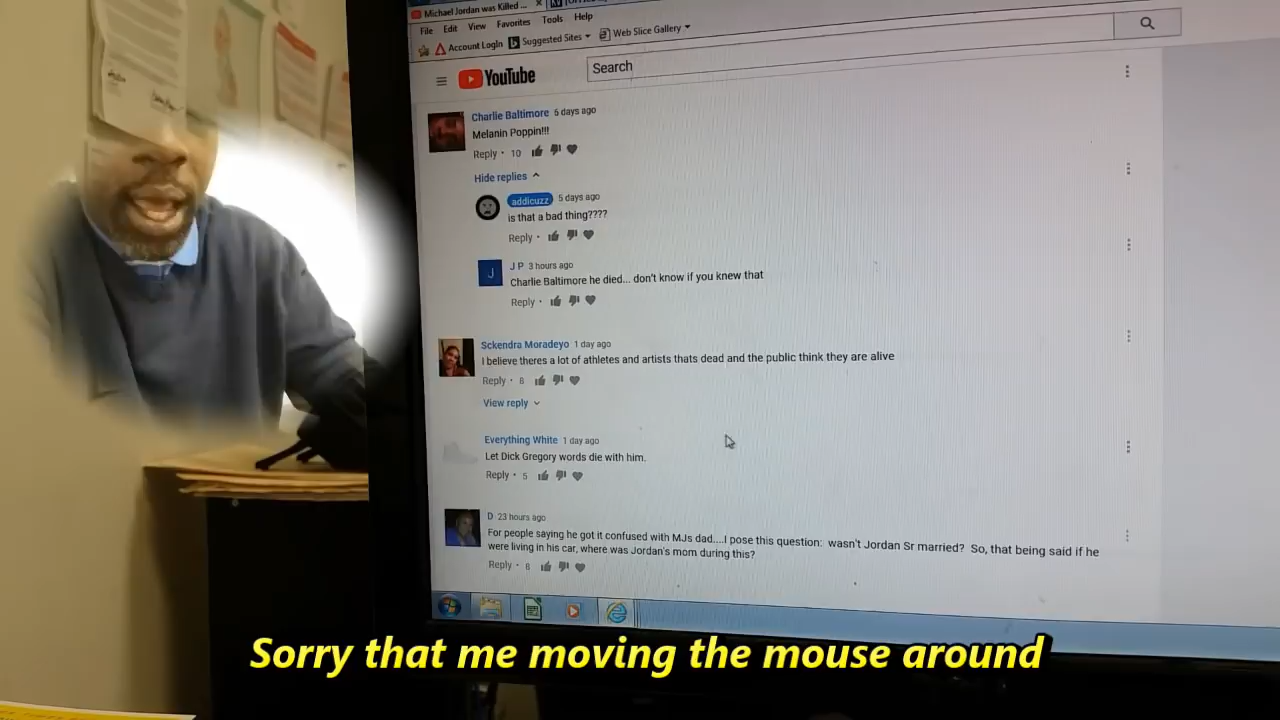 Michael Jordan was Killed ...
File Edit View Favorites Tools Help
Account Login Suggested Sites Web Slice Gallery
YouTube
Search
Charlie Baltimore 6 days ago
Melanin Poppin!!!
Reply · 10
Hide replies
addicuzz 5 days ago
is that a bad thing????
Reply ·
J
J P 3 hours ago
Charlie Baltimore he died... don't know if you knew that
Reply ·
Sckendra Moradeyo 1 day ago
I believe theres a lot of athletes and artists thats dead and the public think they are alive
Reply · 8
View reply
Everything White 1 day ago
Let Dick Gregory words die with him.
Reply · 5
D 23 hours ago
For people saying he got it confused with MJs dad....I pose this question: wasn't Jordan Sr married? So, that being said if he
were living in his car, where was Jordan's mom during this?
Reply · 8
Sorry that me moving the mouse around